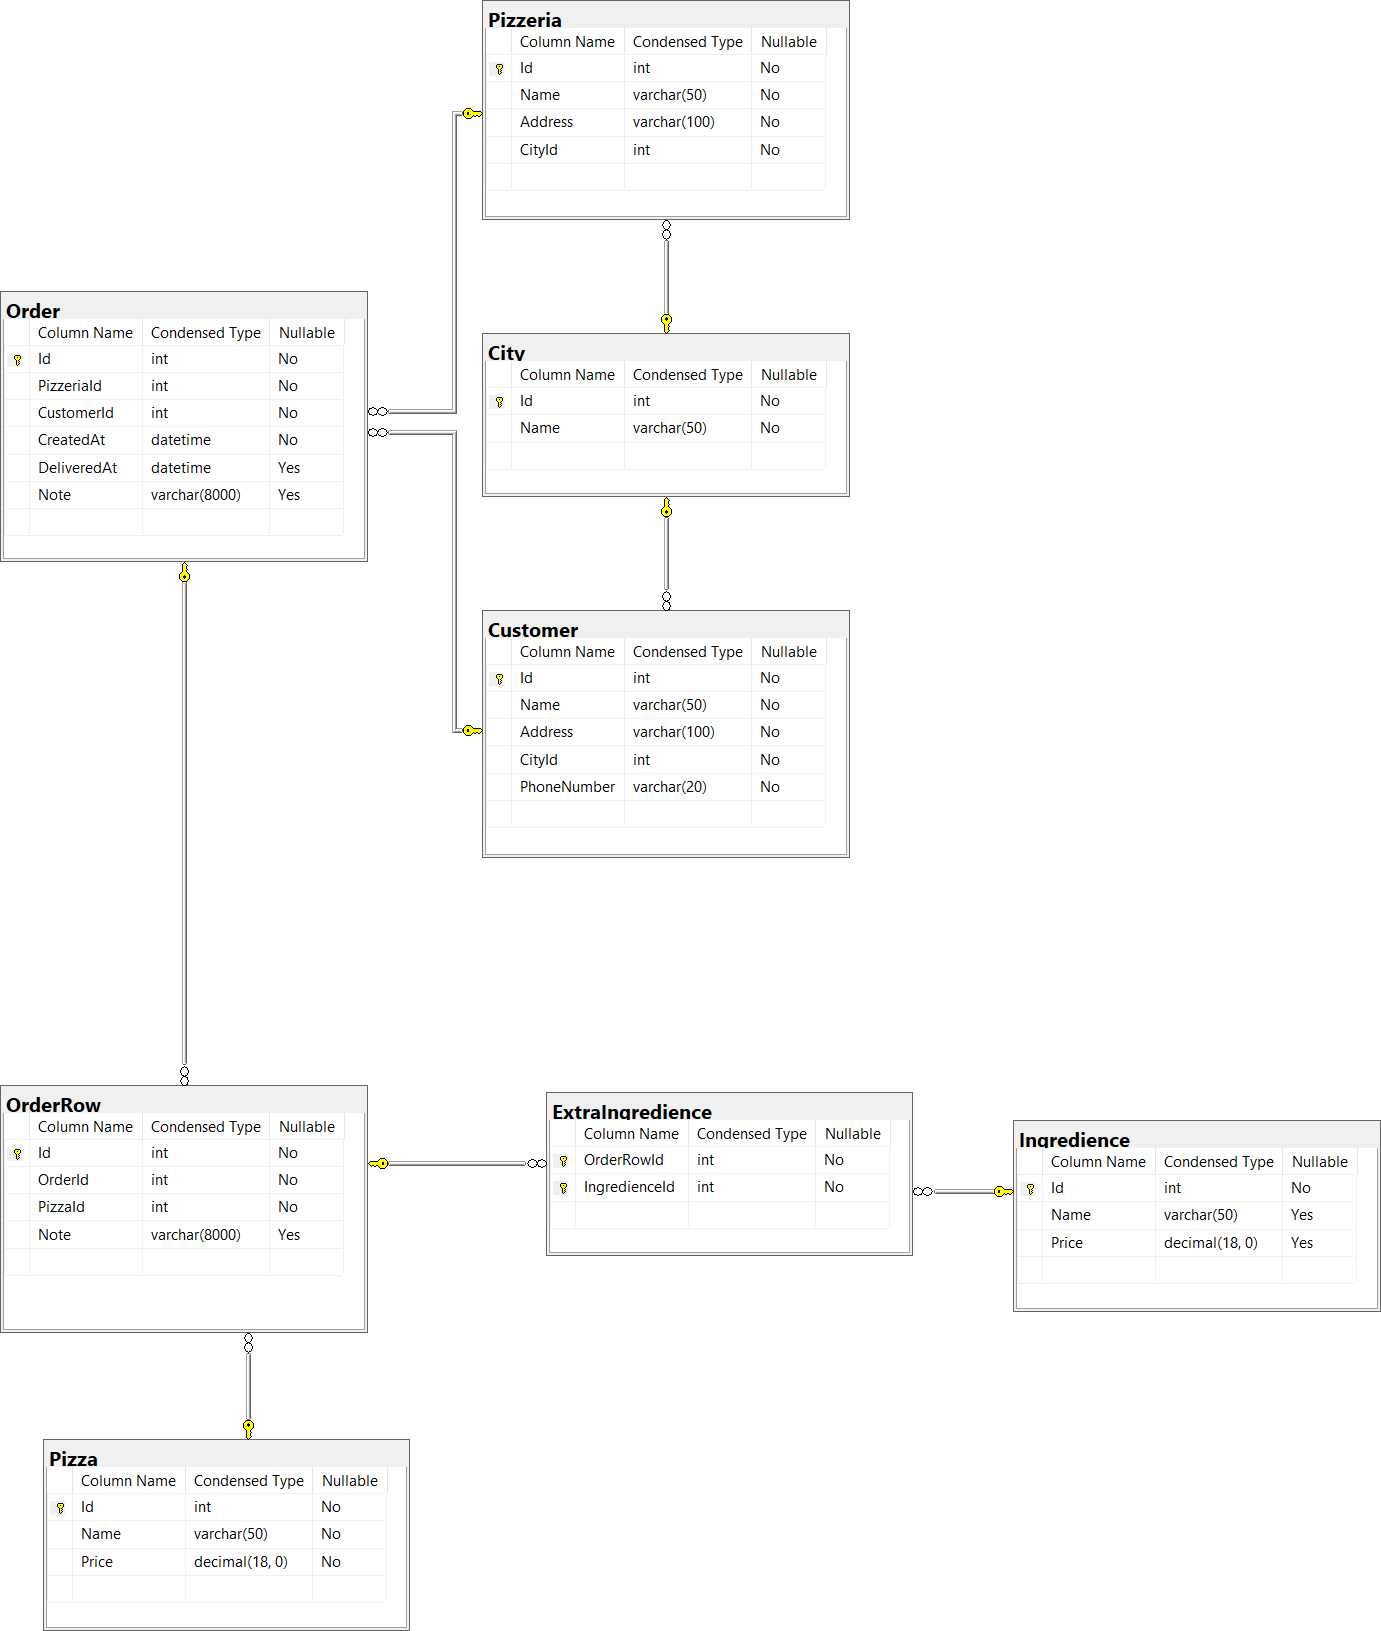 Pizzeria
Column Name Condensed Type Nullable
Id int No
Name varchar(50) No
Address varchar(100) No
CityId int No
Order
Column Name Condensed Type Nullable
Id int No
PizzeriaId int No
CustomerId int No
CreatedAt datetime No
DeliveredAt datetime Yes
Note varchar(8000) Yes
City
Column Name Condensed Type Nullable
Id int No
Name varchar(50) No
Customer
Column Name Condensed Type Nullable
Id int No
Name varchar(50) No
Address varchar(100) No
CityId int No
PhoneNumber varchar(20) No
OrderRow
Column Name Condensed Type Nullable
Id int No
OrderId int No
PizzaId int No
Note varchar(8000) Yes
ExtraIngredience
Column Name Condensed Type Nullable
OrderRowId int No
IngredienceId int No
Ingredience
Column Name Condensed Type Nullable
Id int No
Name varchar(50) Yes
Price decimal(18, 0) Yes
Pizza
Column Name Condensed Type Nullable
Id int No
Name varchar(50) No
Price decimal(18, 0) No